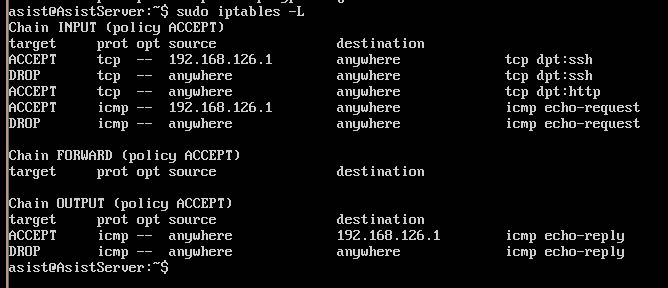 asist@AsistServer:~$ sudo iptables -L
Chain INPUT (policy ACCEPT)
target prot opt source destination
ACCEPT tcp -- 192.168.126.1 anywhere tcp dpt:ssh
DROP tcp -- anywhere anywhere tcp dpt:ssh
ACCEPT tcp -- anywhere anywhere tcp dpt:http
ACCEPT icmp -- 192.168.126.1 anywhere icmp echo-request
DROP icmp -- anywhere anywhere icmp echo-request
Chain FORWARD (policy ACCEPT)
target prot opt source destination
Chain OUTPUT (policy ACCEPT)
target prot opt source destination
ACCEPT icmp -- anywhere 192.168.126.1 icmp echo-reply
DROP icmp -- anywhere anywhere icmp echo-reply
asist@AsistServer:~$